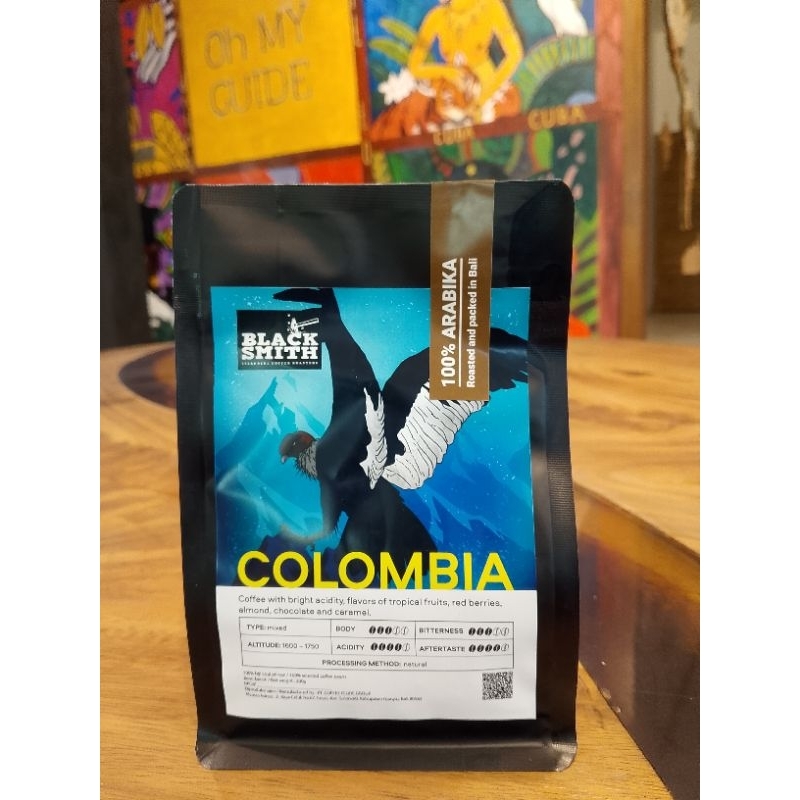 Oh MY
GUIDE
CUBA
CUBA
100% ARABIKA
Roasted and packed in Bali
BLACK
SMITH
COLOMBIA
Coffee with bright acidity, flavors of tropical fruits, red berries,
almond, chocolate and caramel.
TYPE: mixed
BODY
BITTERNESS
ALTITUDE: 1600 - 1750
ACIDITY
AFTERTASTE
PROCESSING METHOD: natural